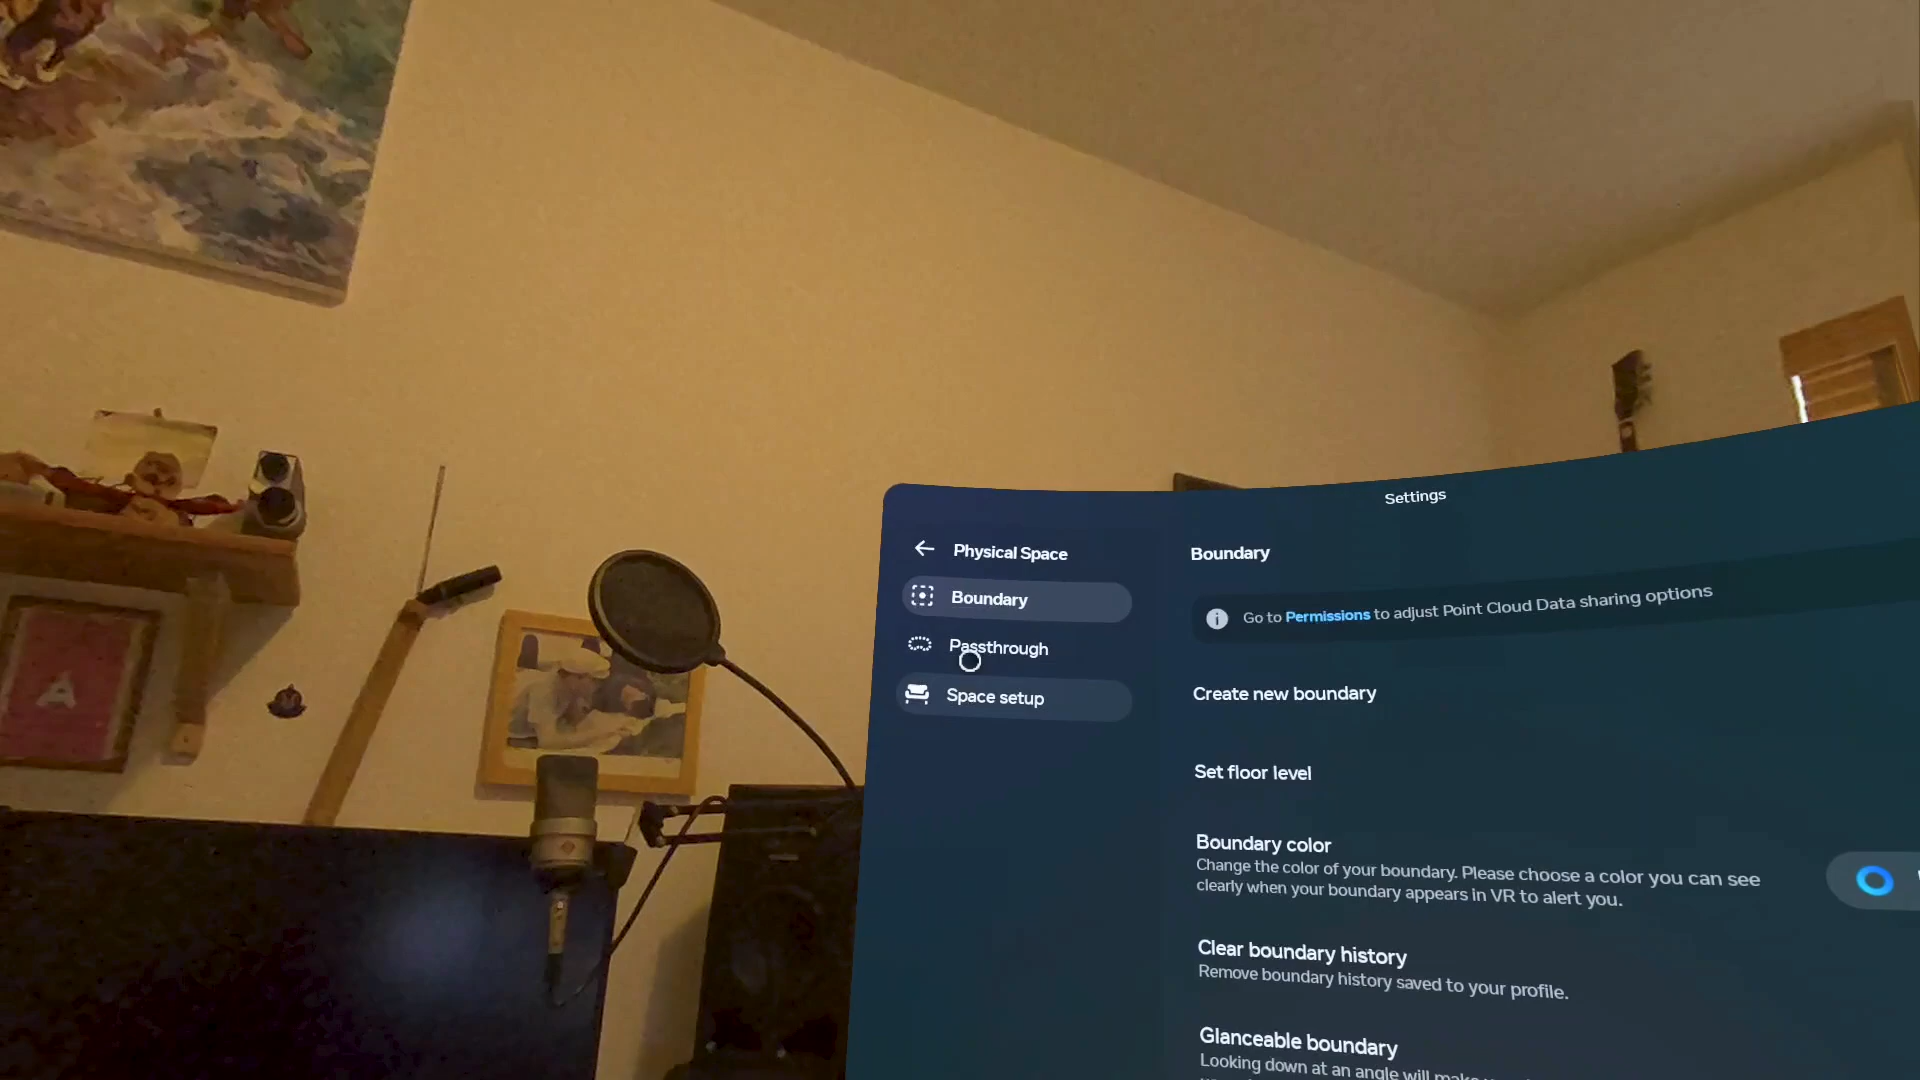 Settings
Physical Space
Boundary
Passthrough
Space setup
Boundary
Go to Permissions to adjust Point Cloud Data sharing options
Create new boundary
Set floor level
Boundary color
Change the color of your boundary. Please choose a color you can see
clearly when your boundary appears in VR to alert you.
Clear boundary history
Remove boundary history saved to your profile.
Glanceable boundary
Looking down at an angle will make
A